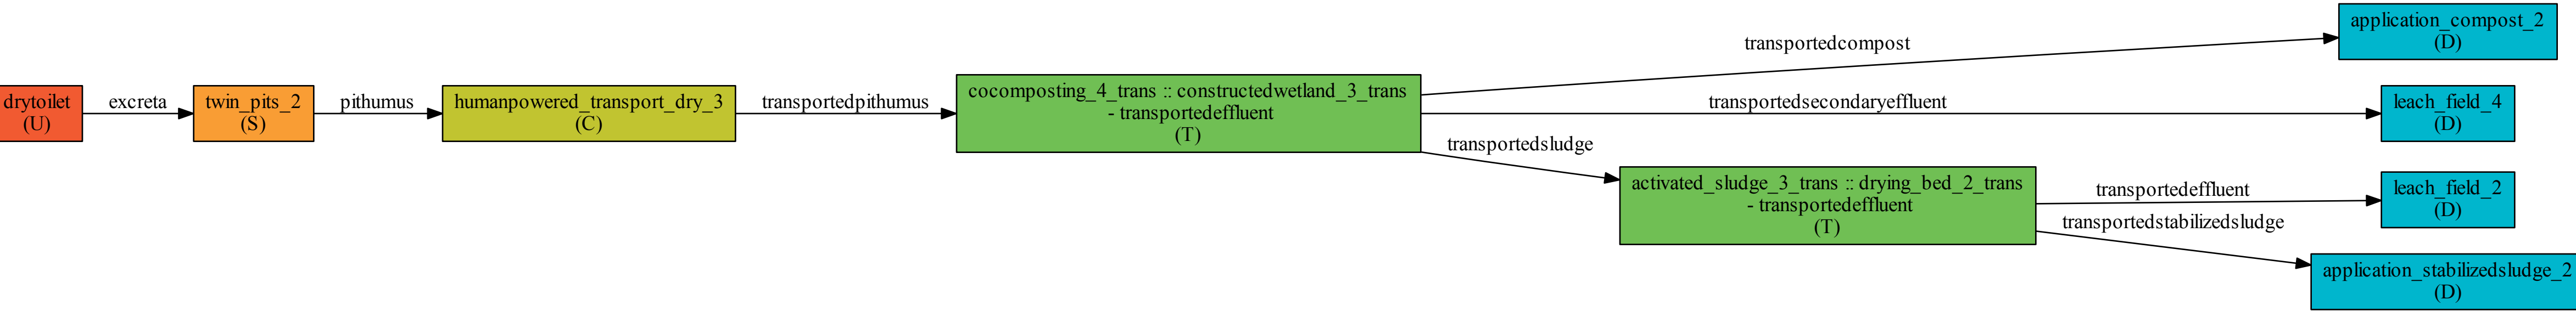 drytoilet
(U)
excreta
twin_pits_2
(S)
pithumus
humanpowered_transport_dry_3
(C)
transportedpithumus
cocomposting_4_trans :: constructedwetland_3_trans
- transportedeffluent
(T)
transportedcompost
application_compost_2
(D)
transportedsecondaryeffluent
leach_field_4
(D)
transportedsludge
activated_sludge_3_trans :: drying_bed_2_trans
- transportedeffluent
(T)
transportedeffluent
leach_field_2
(D)
transportedstabilizedsludge
application_stabilizedsludge_2
(D)